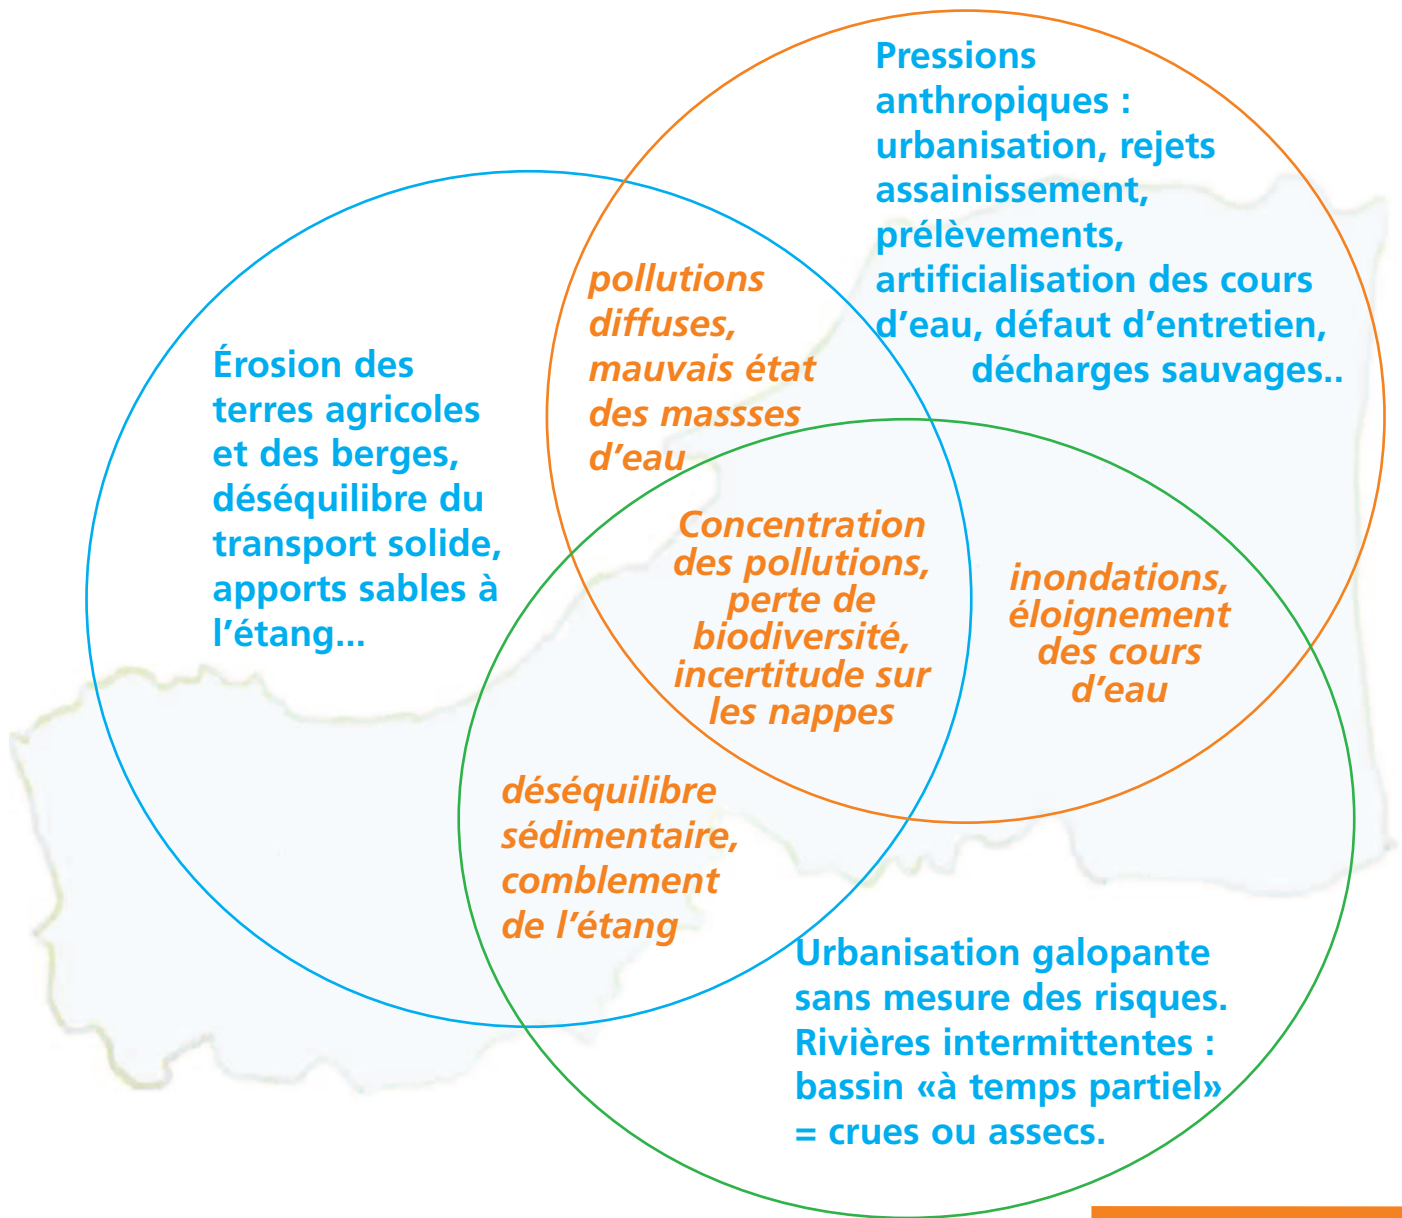 Pressions
anthropiques :
urbanisation, rejets
assainissement,
prélèvements,
artificialisation des cours
d’eau, défaut d’entretien,
décharges sauvages..
pollutions
diffuses,
mauvais état
des massses
d’eau
Érosion des
terres agricoles
et des berges,
déséquilibre du
transport solide,
apports sables à
l’étang...
Concentration
des pollutions,
perte de
biodiversité,
incertitude sur
les nappes
inondations,
éloignement
des cours
d’eau
déséquilibre
sédimentaire,
comblement
de l’étang
Urbanisation galopante
sans mesure des risques.
Rivières intermittentes :
bassin «à temps partiel»
= crues ou assecs.